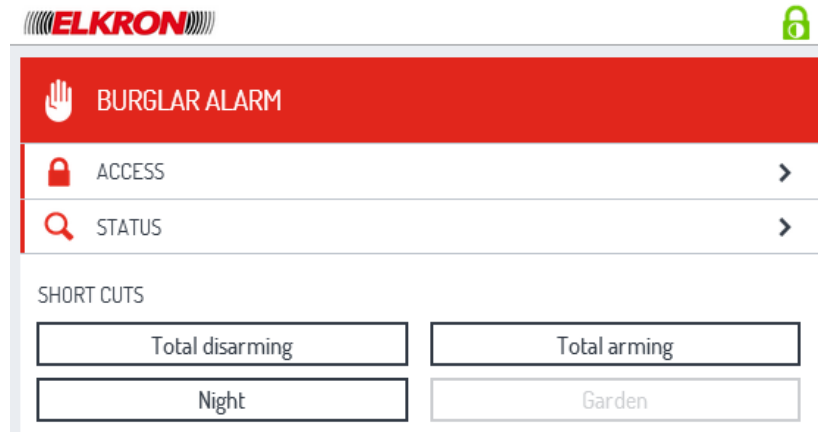 ELKRON
BURGLAR ALARM
ACCESS
STATUS
SHORT CUTS
Total disarming Total arming
Night Garden